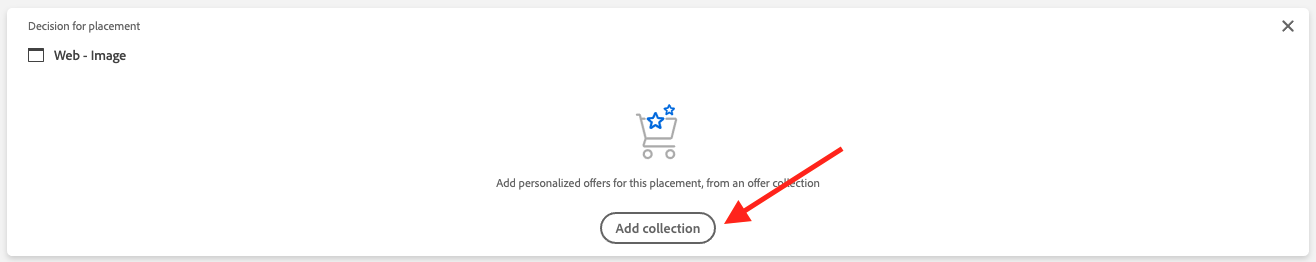 Decision for placement
Web - Image
Add personalized offers for this placement, from an offer collection
Add collection